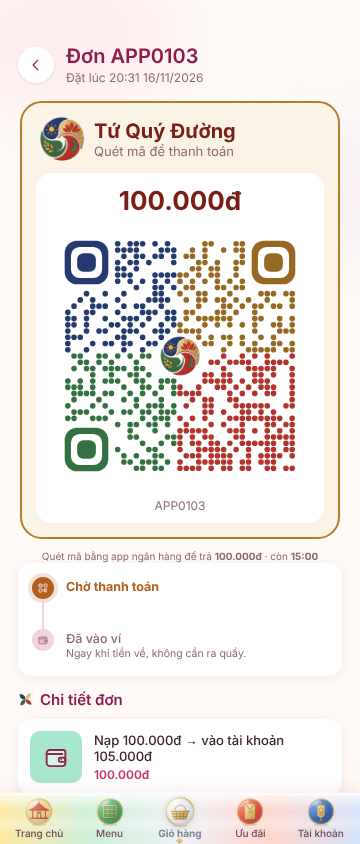 Đơn APP0103
Đặt lúc 20:31 16/11/2026
Tứ Quý Đường
Quét mã để thanh toán
100.000đ
APP0103
Quét mã bằng app ngân hàng để trả 100.000đ · còn 15:00
Chờ thanh toán
Đã vào ví
Ngay khi tiền về, không cần ra quầy.
Chi tiết đơn
Nạp 100.000đ → vào tài khoản
105.000đ
100.000đ
Trang chủ
Menu
Giỏ hàng
Ưu đãi
Tài khoản